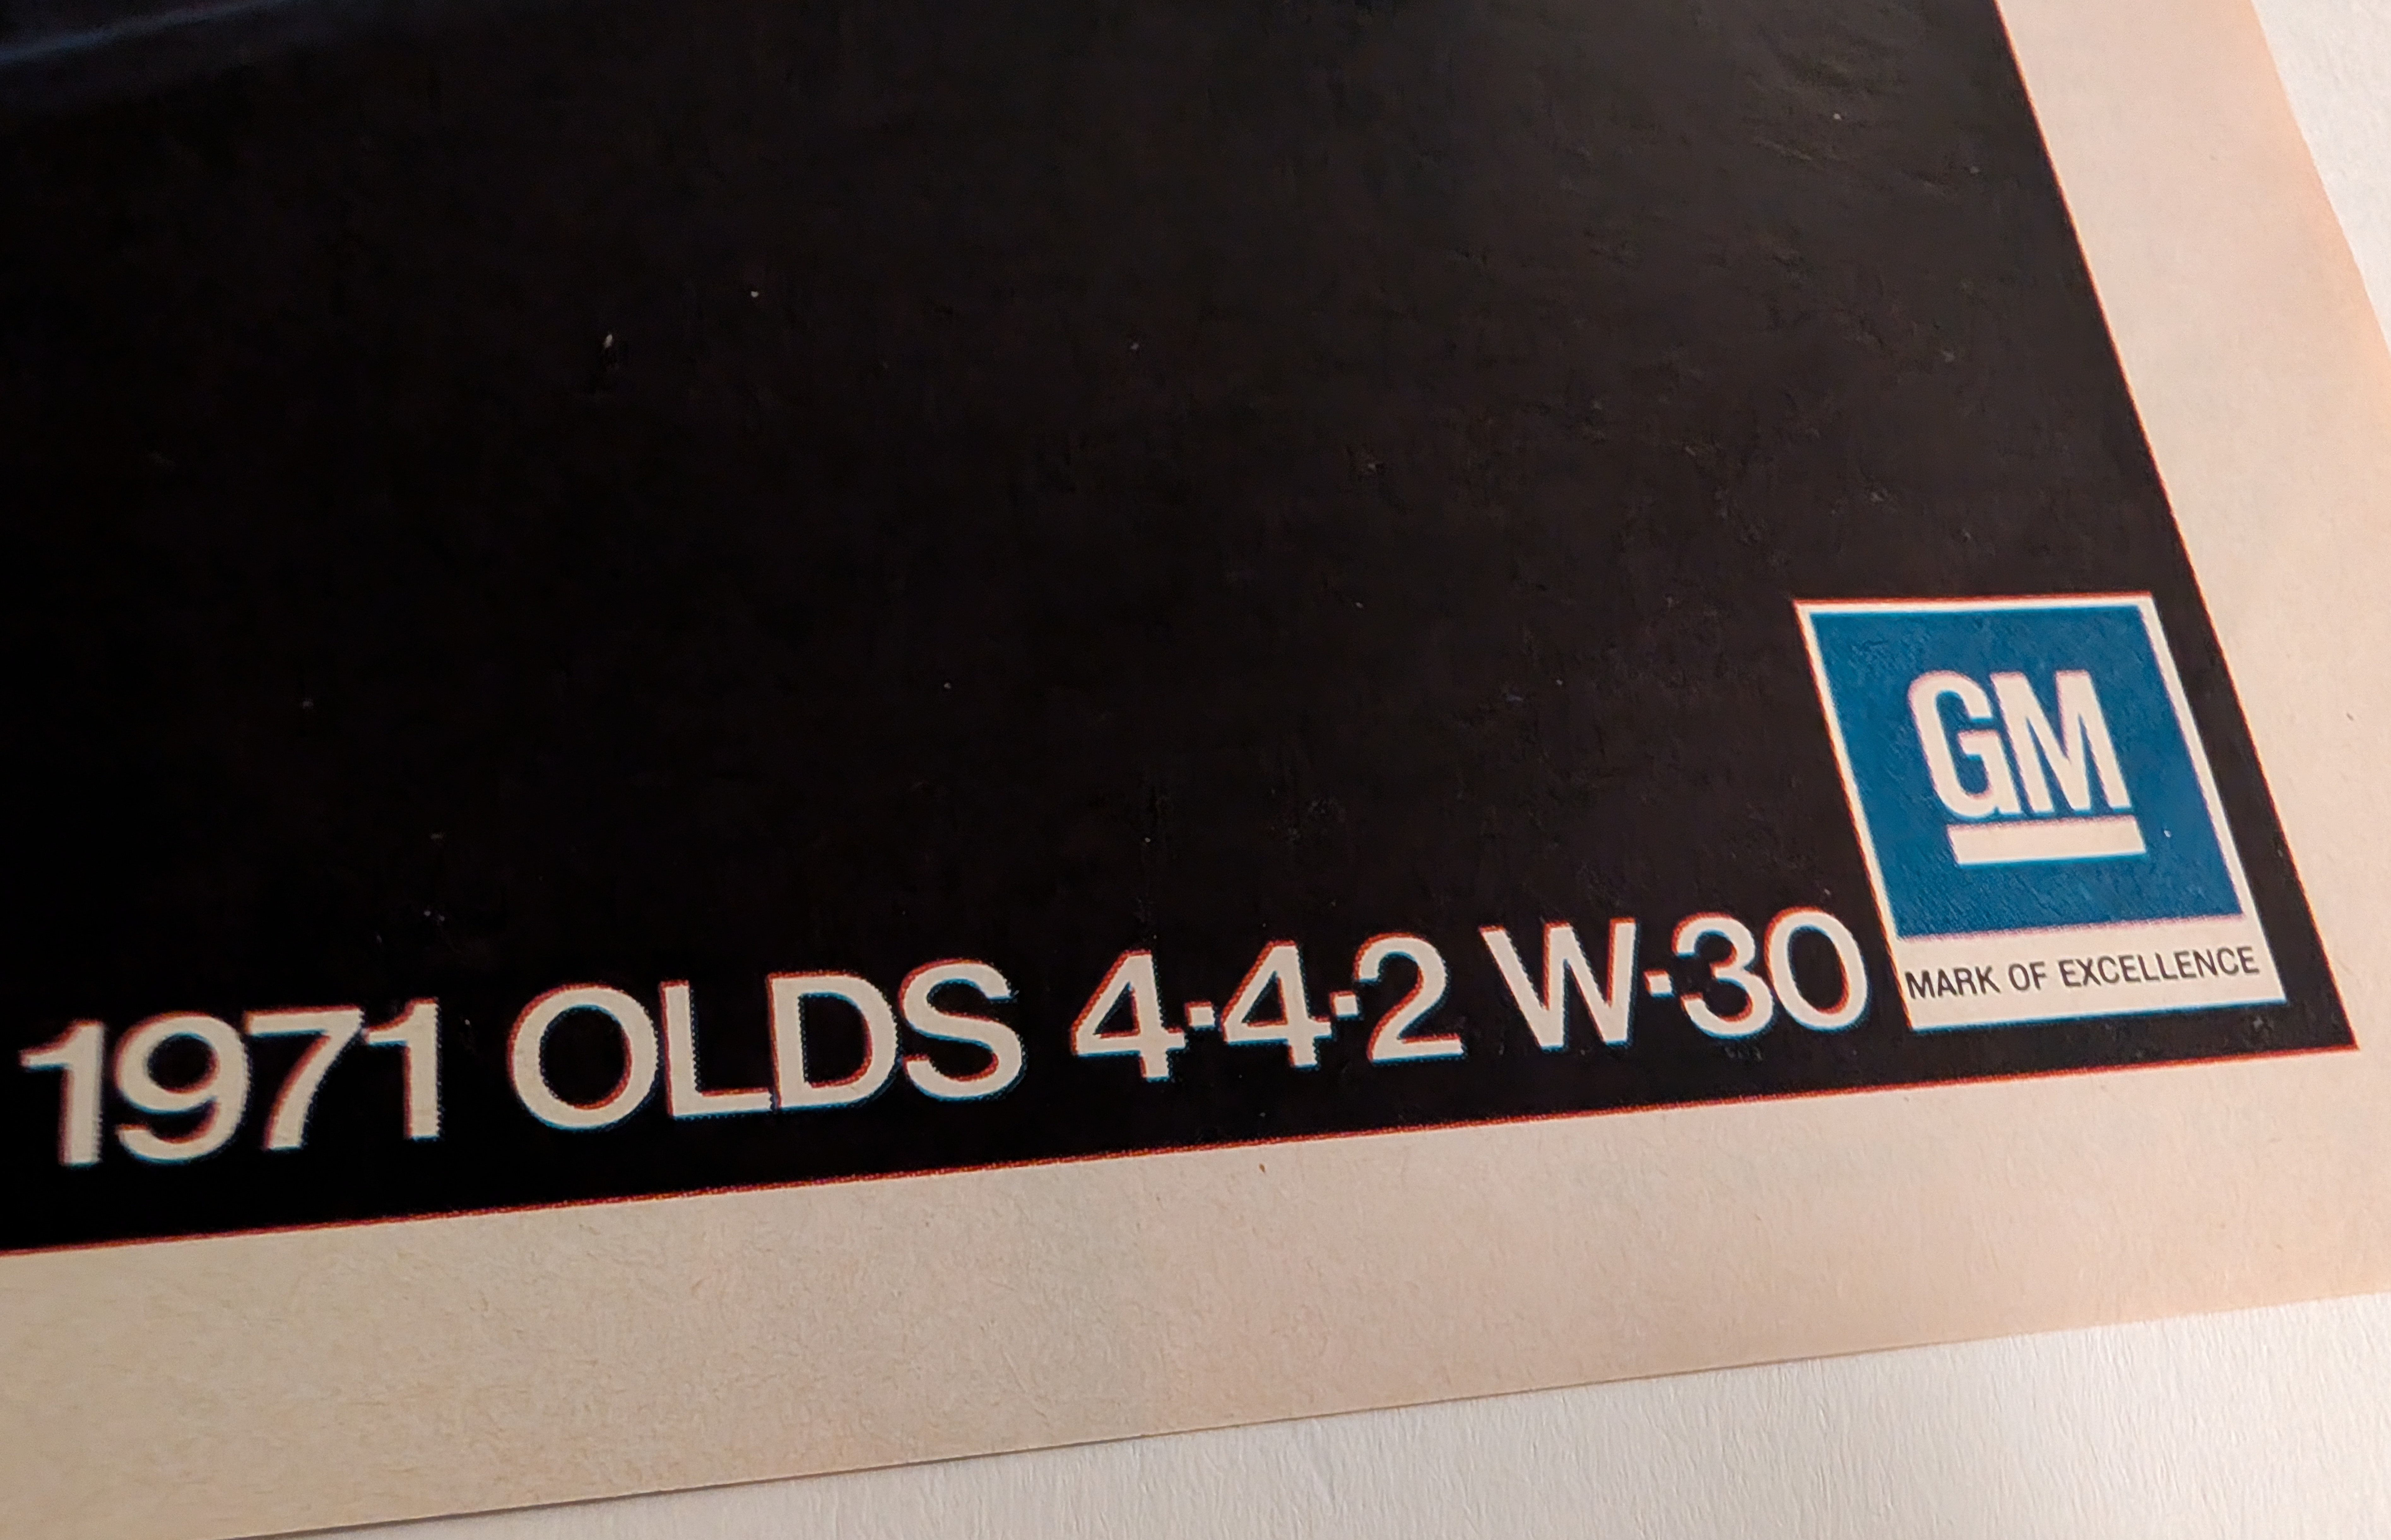 GM
MARK OF EXCELLENCE
1971 OLDS 4·4·2 W·30